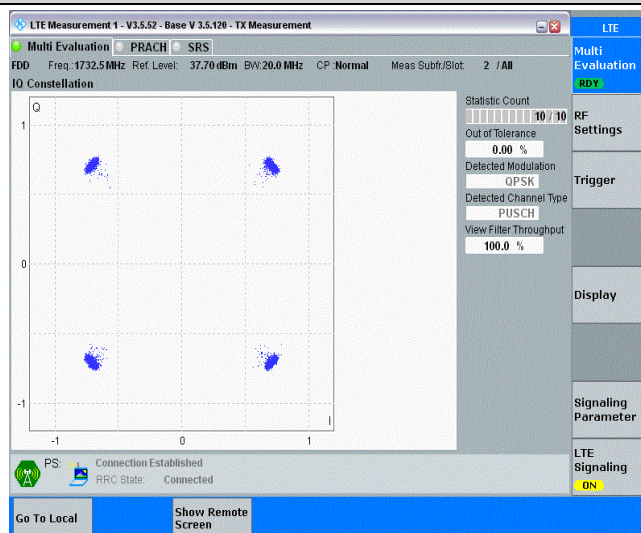 LTE Measurement 1 - V3.5.52 - Base V 3.5.120 - TX Measurement
LTE
Multi Evaluation PRACH SRS
Multi
Evaluation
RDY
FDD Freq.:1732.5 MHz Ref. Level: 37.70 dBm BW:20.0 MHz CP :Normal Meas Subfr./Slot: 2 / All
IQ Constellation
Q
1
0
-1
I
-1 0 1
Statistic Count
10 / 10
Out of Tolerance
0.00 %
Detected Modulation
QPSK
Detected Channel Type
PUSCH
View Filter Throughput
100.0 %
RF
Settings
Trigger
Display
Signaling
Parameter
LTE
Signaling
ON
PS: Connection Established
RRC State: Connected
Go To Local
Show Remote
Screen